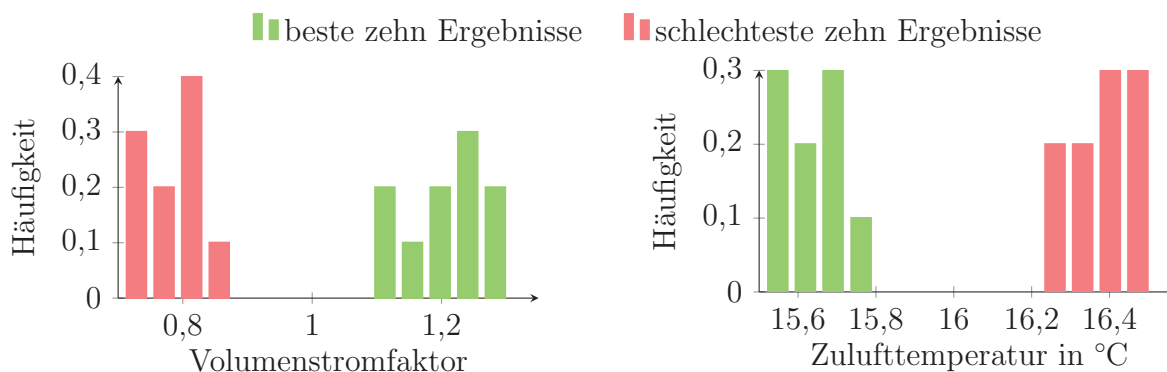 beste zehn Ergebnisse
schlechteste zehn Ergebnisse
Häufigkeit
0,4
0,3
0,2
0,1
0
0,8
1
1,2
Volumenstromfaktor
Häufigkeit
0,3
0,2
0,1
0
15,6
15,8
16
16,2
16,4
Zulufttemperatur in °C